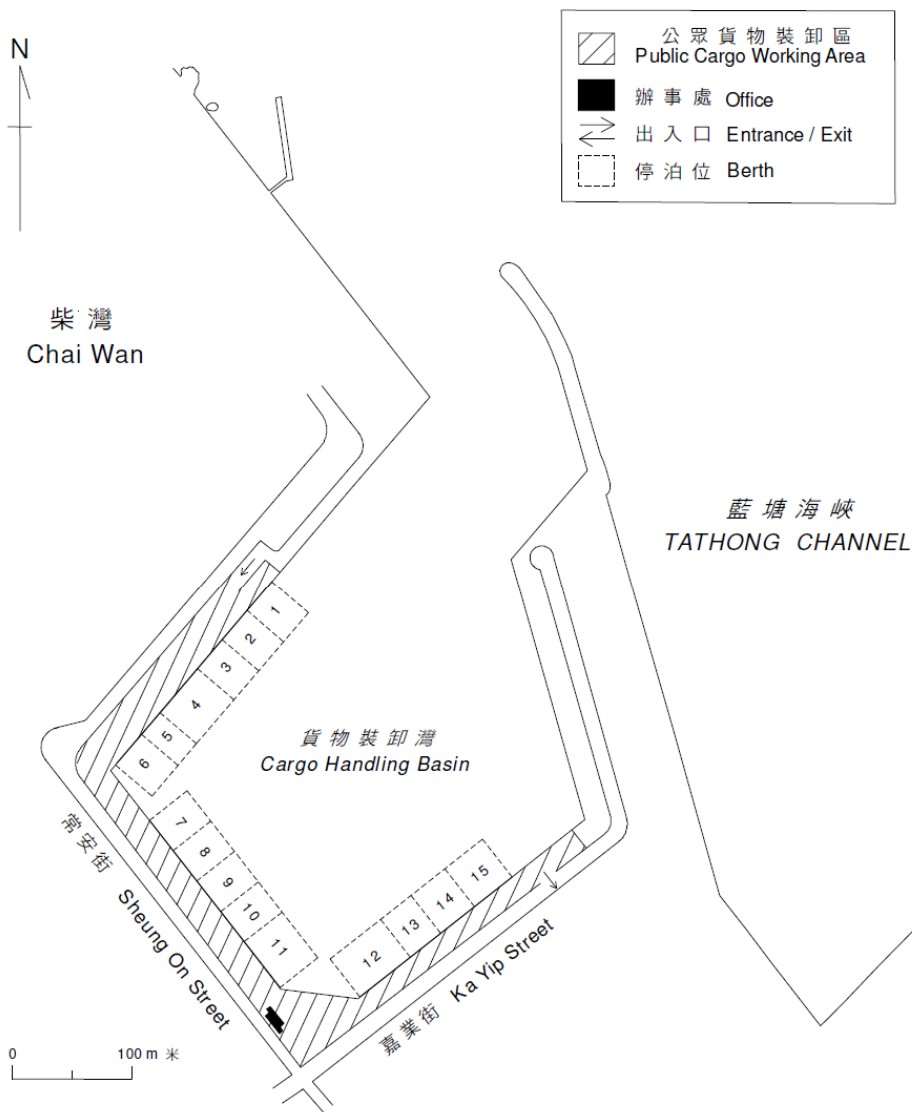 N
公眾貨物裝卸區
Public Cargo Working Area
辦事處 Office
出入口 Entrance / Exit
停泊位 Berth
柴灣
Chai Wan
藍塘海峽
TATHONG CHANNEL
1
2
3
4
5
6
貨物裝卸灣
Cargo Handling Basin
7
8
9
10
11
12
13
14
15
常安街 Sheung On Street
嘉業街 Ka Yip Street
0 100 m 米